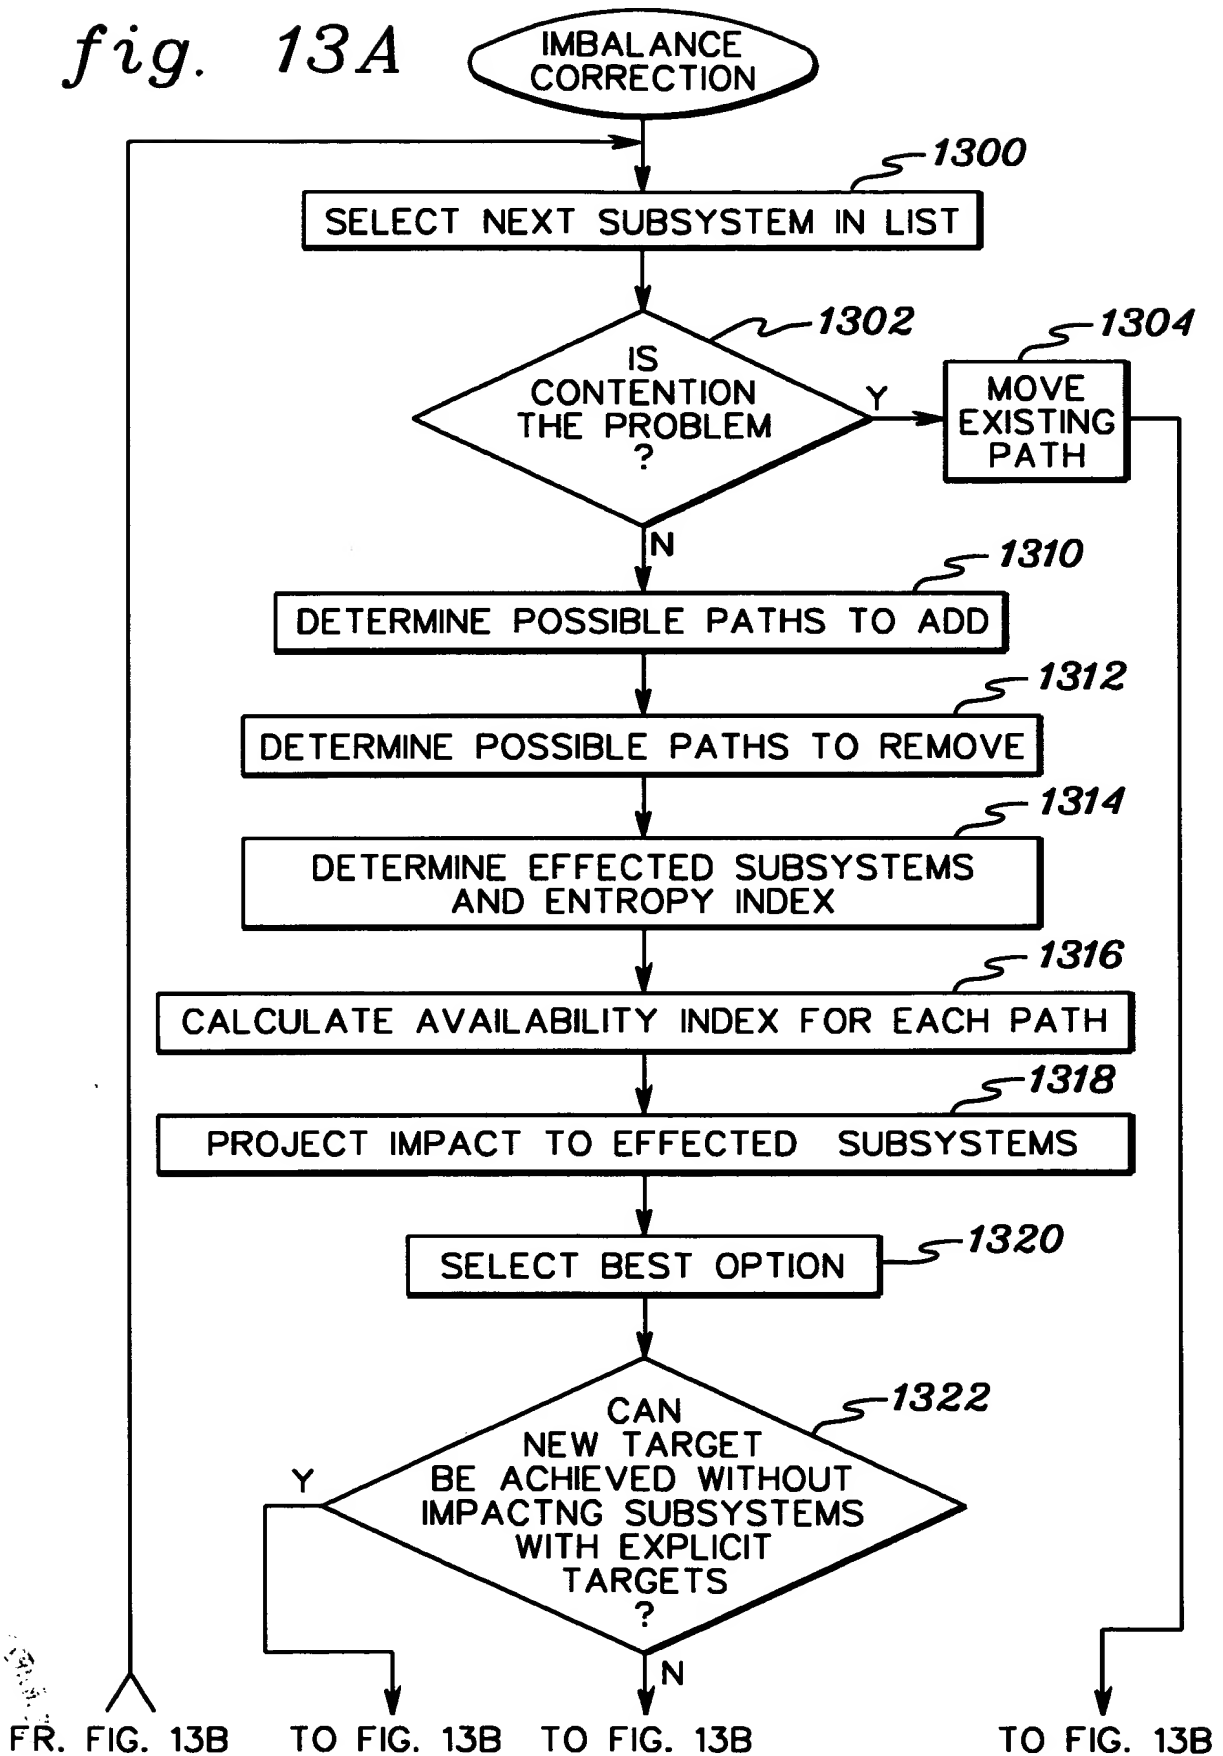 fig. 13A
IMBALANCE
CORRECTION
1300
SELECT NEXT SUBSYSTEM IN LIST
1302
IS
CONTENTION
THE PROBLEM
?
Y
1304
MOVE
EXISTING
PATH
N
1310
DETERMINE POSSIBLE PATHS TO ADD
1312
DETERMINE POSSIBLE PATHS TO REMOVE
1314
DETERMINE EFFECTED SUBSYSTEMS
AND ENTROPY INDEX
1316
CALCULATE AVAILABILITY INDEX FOR EACH PATH
1318
PROJECT IMPACT TO EFFECTED SUBSYSTEMS
1320
SELECT BEST OPTION
1322
CAN
NEW TARGET
BE ACHIEVED WITHOUT
IMPACTNG SUBSYSTEMS
WITH EXPLICIT
TARGETS
?
Y
N
FR. FIG. 13B
TO FIG. 13B
TO FIG. 13B
TO FIG. 13B